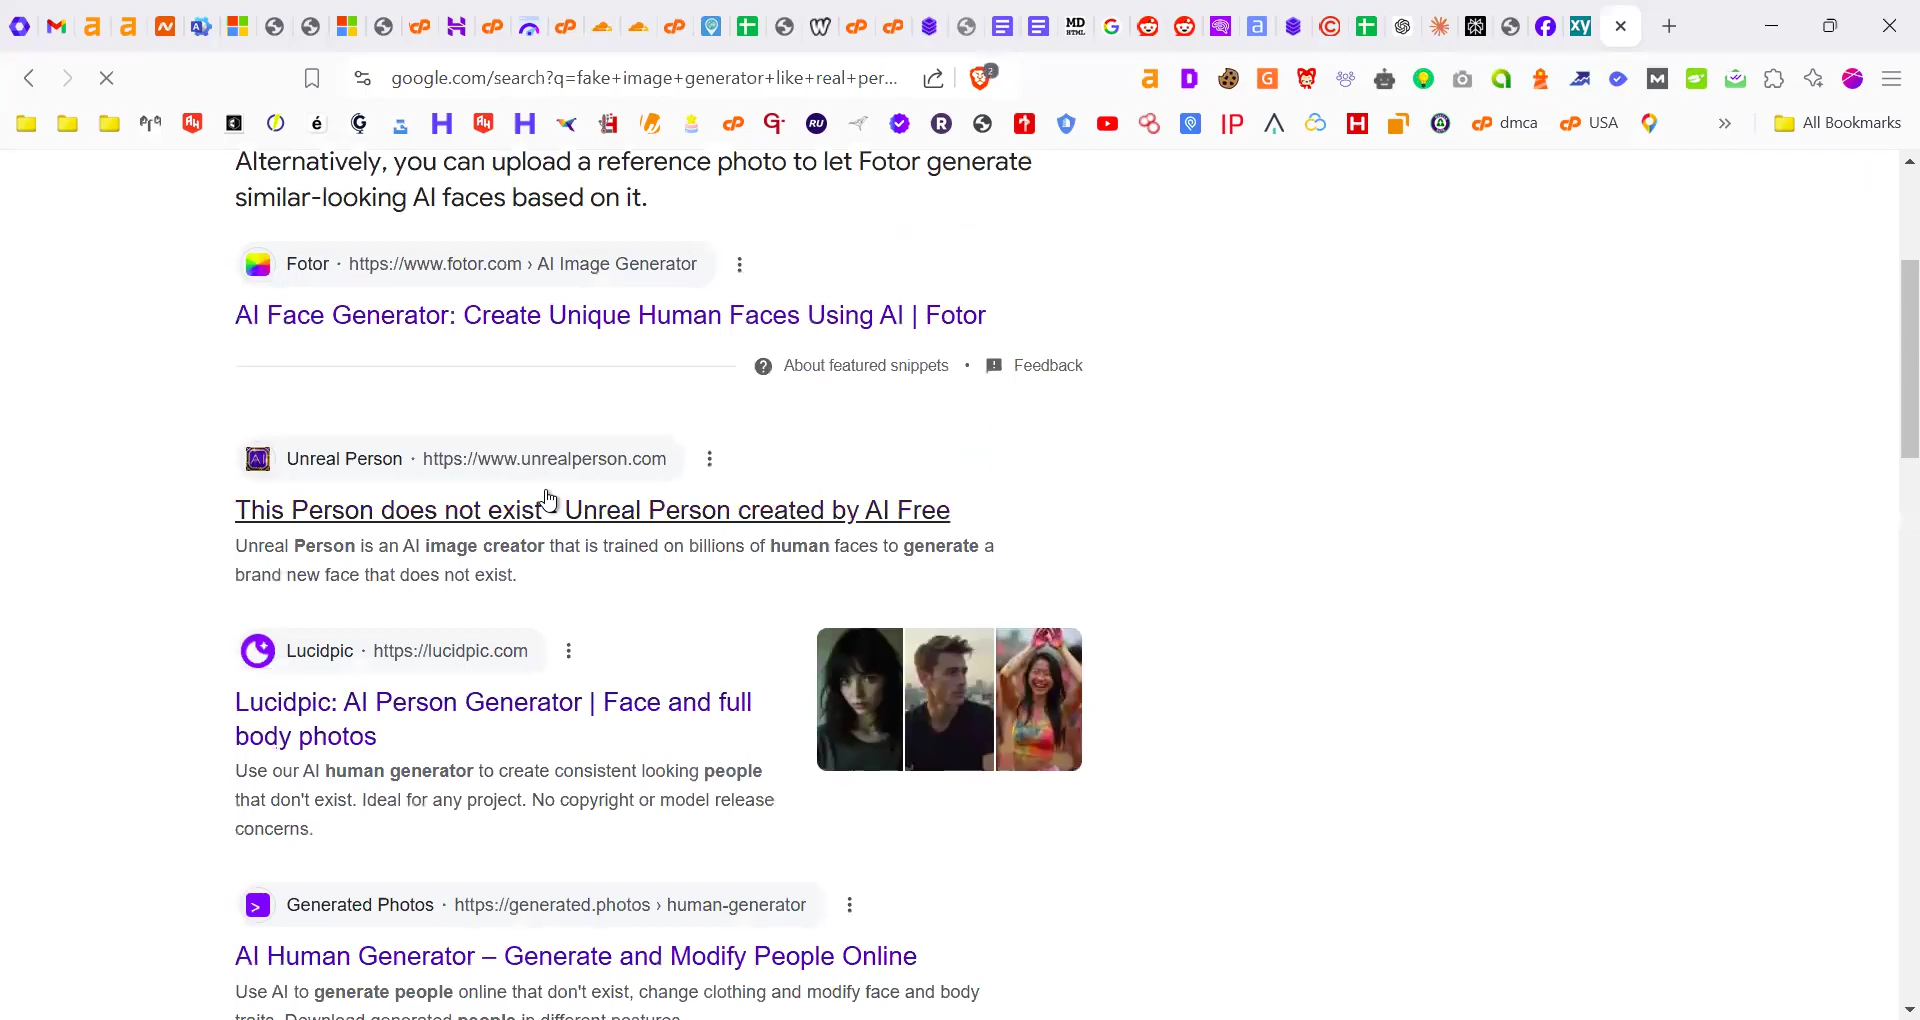 google.com/search?q=fake+image+generator+like+real+per...
2
dmca
USA
All Bookmarks
Alternatively, you can upload a reference photo to let Fotor generate
similar-looking AI faces based on it.
Fotor · https://www.fotor.com › AI Image Generator
AI Face Generator: Create Unique Human Faces Using AI | Fotor
About featured snippets • Feedback
Unreal Person · https://www.unrealperson.com
This Person does not exist - Unreal Person created by AI Free
Unreal Person is an AI image creator that is trained on billions of human faces to generate a
brand new face that does not exist.
Lucidpic · https://lucidpic.com
Lucidpic: AI Person Generator | Face and full
body photos
Use our AI human generator to create consistent looking people
that don't exist. Ideal for any project. No copyright or model release
concerns.
Generated Photos · https://generated.photos › human-generator
AI Human Generator – Generate and Modify People Online
Use AI to generate people online that don't exist, change clothing and modify face and body
traits. Download generated people in different postures.